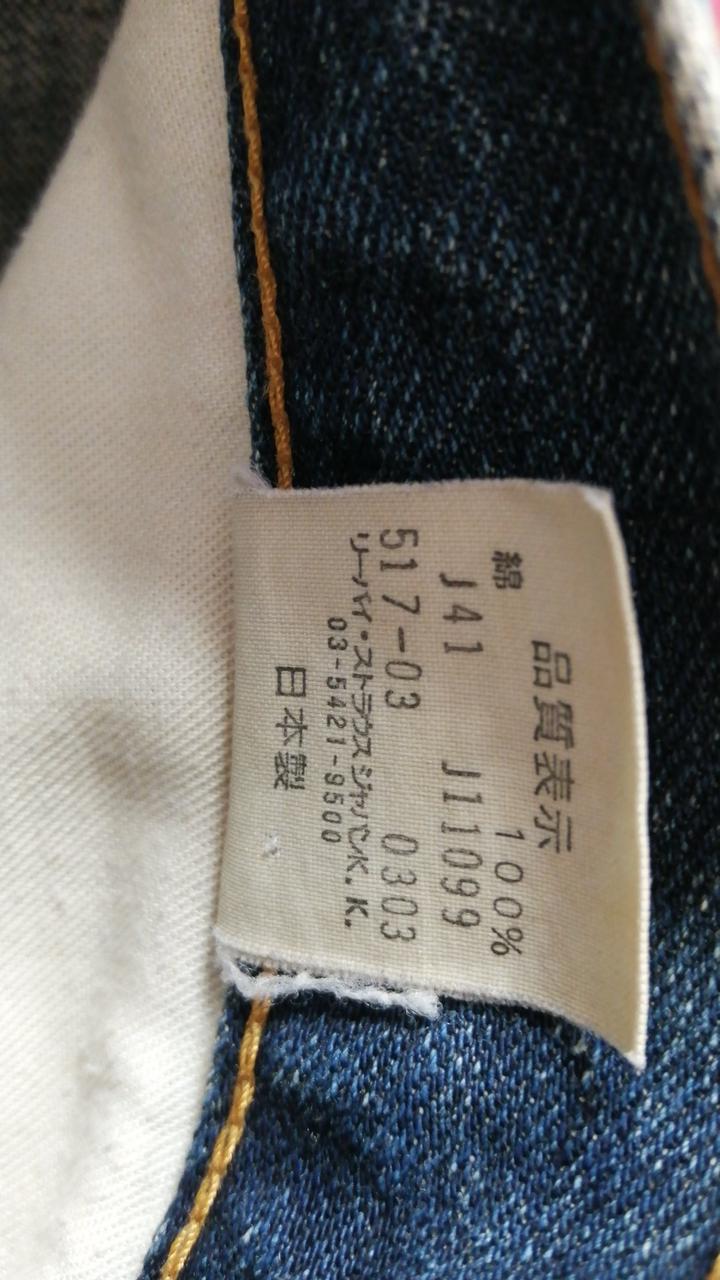 品質表示
綿 100%
J41 J11099
517-03 0303
リーバイ・ストラウス ジャパンK.K.
03-5421-9500
日本製